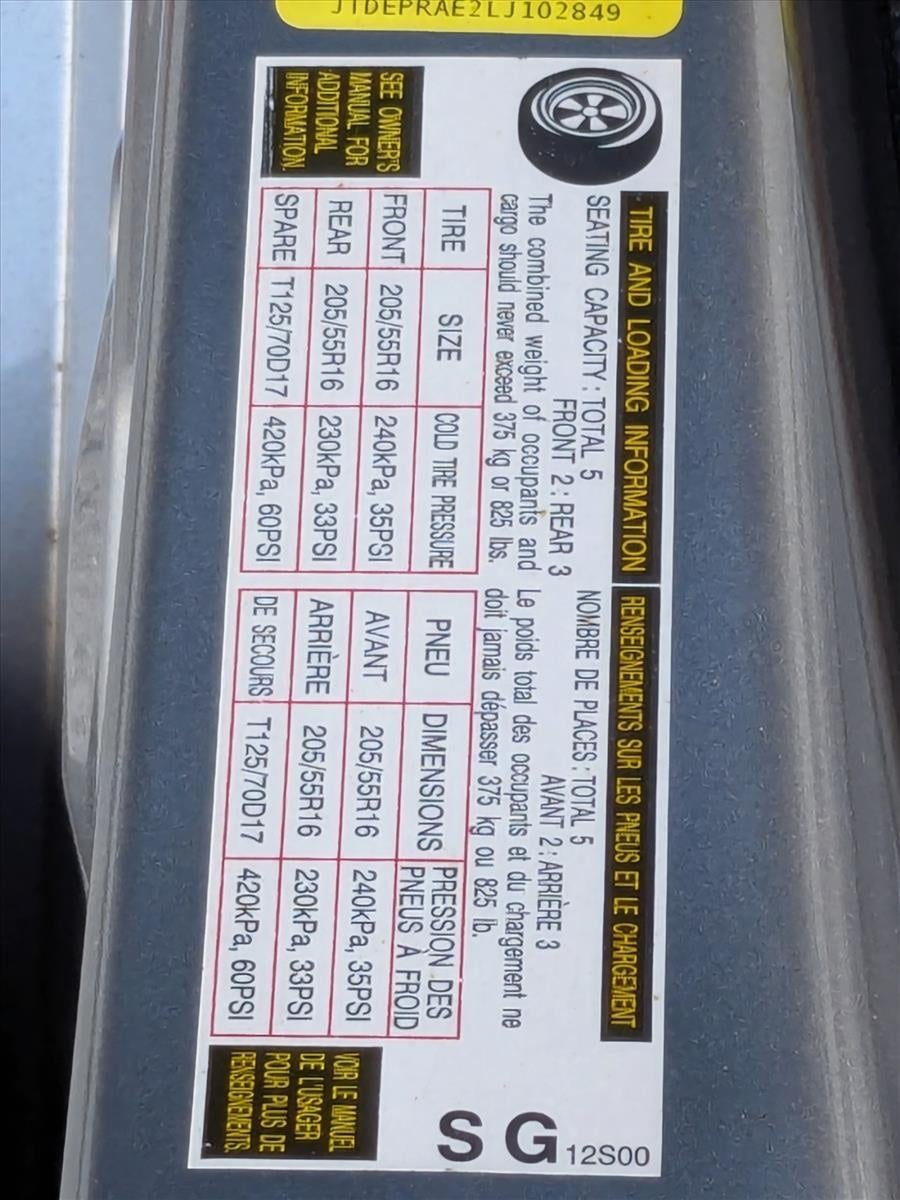 JTDEPRAE2LJ102849
TIRE AND LOADING INFORMATION
RENSEIGNEMENTS SUR LES PNEUS ET LE CHARGEMENT
SEATING CAPACITY : TOTAL 5
FRONT 2 : REAR 3
NOMBRE DE PLACES : TOTAL 5
AVANT 2 : ARRIÈRE 3
The combined weight of occupants and
cargo should never exceed 375 kg or 825 lbs.
Le poids total des occupants et du chargement ne
doit jamais dépasser 375 kg ou 825 lb.
SEE OWNER'S
MANUAL FOR
ADDITIONAL
INFORMATION.
TIRE SIZE COLD TIRE PRESSURE
FRONT 205/55R16 240kPa, 35PSI
REAR 205/55R16 230kPa, 33PSI
SPARE T125/70D17 420kPa, 60PSI
PNEU DIMENSIONS PRESSION DES
PNEUS À FROID
AVANT 205/55R16 240kPa, 35PSI
ARRIÈRE 205/55R16 230kPa, 33PSI
DE SECOURS T125/70D17 420kPa, 60PSI
VOIR LE MANUEL
DE L'USAGER
POUR PLUS DE
RENSEIGNEMENTS.
S G 12S00